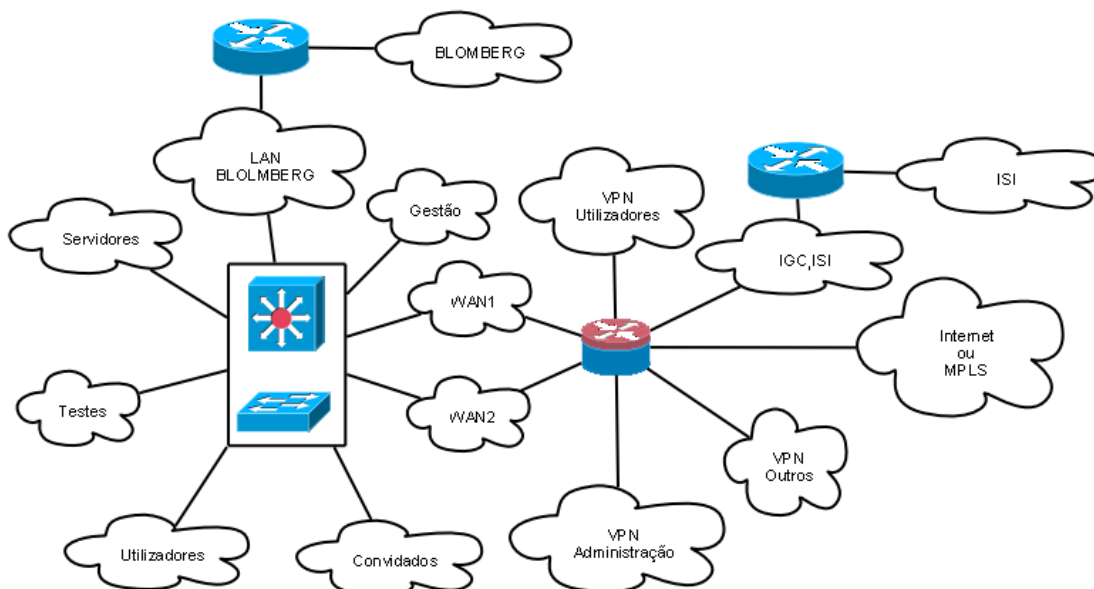 BLOMBERG
LAN
BLOLMBERG
VPN
Utilizadores
ISI
Gestão
Servidores
IGC,ISI
WAN1
Internet
ou
MPLS
Testes
WAN2
VPN
Outros
Utilizadores
Convidados
VPN
Administração